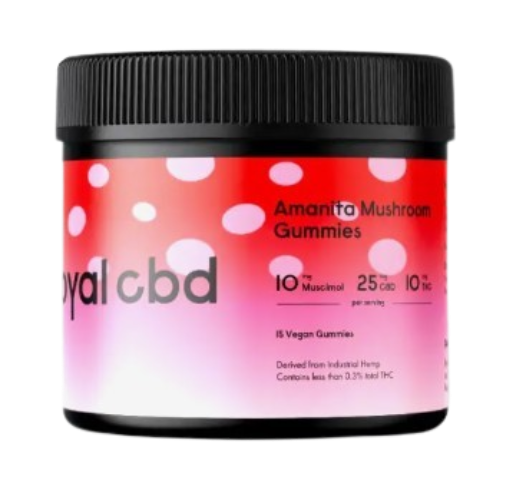 oyal cbd
Amanita Mushroom
Gummies
10 mg Muscimol 25 mg CBD 10 mg THC
per serving
15 Vegan Gummies
Derived from Industrial Hemp
Contains less than 0.3% total THC